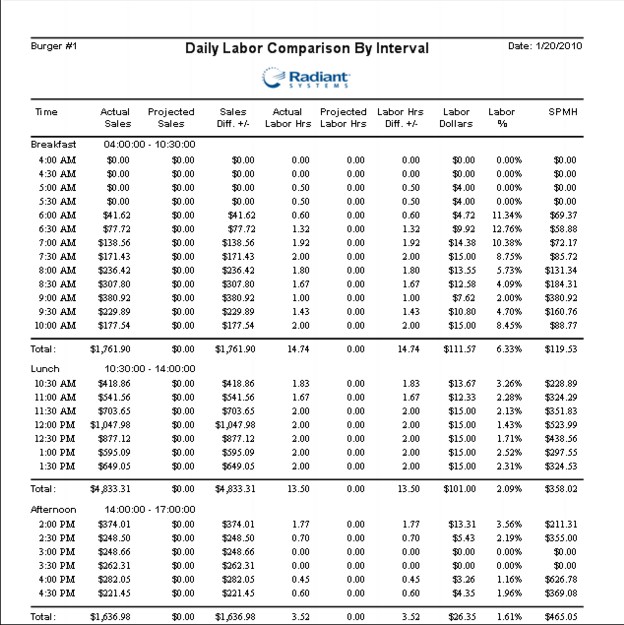 Burger #1 Daily Labor Comparison By Interval Date: 1/20/2010
Radiant
SYSTEMS
Time Actual Projected Sales Actual Projected Labor Hrs Labor Labor SPMH
Sales Sales Diff. +/- Labor Hrs Labor Hrs Diff. +/- Dollars %
Breakfast 04:00:00 - 10:30:00
4:00 AM $0.00 $0.00 $0.00 0.00 0.00 0.00 $0.00 0.00% $0.00
4:30 AM $0.00 $0.00 $0.00 0.00 0.00 0.00 $0.00 0.00% $0.00
5:00 AM $0.00 $0.00 $0.00 0.50 0.00 0.50 $4.00 0.00% $0.00
5:30 AM $0.00 $0.00 $0.00 0.50 0.00 0.50 $4.00 0.00% $0.00
6:00 AM $41.62 $0.00 $41.62 0.60 0.00 0.60 $4.72 11.34% $69.37
6:30 AM $77.72 $0.00 $77.72 1.32 0.00 1.32 $9.92 12.76% $58.88
7:00 AM $138.56 $0.00 $138.56 1.92 0.00 1.92 $14.38 10.38% $72.17
7:30 AM $171.43 $0.00 $171.43 2.00 0.00 2.00 $15.00 8.75% $85.72
8:00 AM $236.42 $0.00 $236.42 1.80 0.00 1.80 $13.55 5.73% $131.34
8:30 AM $307.80 $0.00 $307.80 1.67 0.00 1.67 $12.58 4.09% $184.31
9:00 AM $380.92 $0.00 $380.92 1.00 0.00 1.00 $7.62 2.00% $380.92
9:30 AM $229.89 $0.00 $229.89 1.43 0.00 1.43 $10.80 4.70% $160.76
10:00 AM $177.54 $0.00 $177.54 2.00 0.00 2.00 $15.00 8.45% $88.77
Total: $1,761.90 $0.00 $1,761.90 14.74 0.00 14.74 $111.57 6.33% $119.53
Lunch 10:30:00 - 14:00:00
10:30 AM $418.86 $0.00 $418.86 1.83 0.00 1.83 $13.67 3.26% $228.89
11:00 AM $541.56 $0.00 $541.56 1.67 0.00 1.67 $12.33 2.28% $324.29
11:30 AM $703.65 $0.00 $703.65 2.00 0.00 2.00 $15.00 2.13% $351.83
12:00 PM $1,047.98 $0.00 $1,047.98 2.00 0.00 2.00 $15.00 1.43% $523.99
12:30 PM $877.12 $0.00 $877.12 2.00 0.00 2.00 $15.00 1.71% $438.56
1:00 PM $595.09 $0.00 $595.09 2.00 0.00 2.00 $15.00 2.52% $297.55
1:30 PM $649.05 $0.00 $649.05 2.00 0.00 2.00 $15.00 2.31% $324.53
Total: $4,833.31 $0.00 $4,833.31 13.50 0.00 13.50 $101.00 2.09% $358.02
Afternoon 14:00:00 - 17:00:00
2:00 PM $374.01 $0.00 $374.01 1.77 0.00 1.77 $13.31 3.56% $211.31
2:30 PM $248.50 $0.00 $248.50 0.70 0.00 0.70 $5.43 2.19% $355.00
3:00 PM $248.66 $0.00 $248.66 0.00 0.00 0.00 $0.00 0.00% $0.00
3:30 PM $262.31 $0.00 $262.31 0.00 0.00 0.00 $0.00 0.00% $0.00
4:00 PM $282.05 $0.00 $282.05 0.45 0.00 0.45 $3.26 1.16% $626.78
4:30 PM $221.45 $0.00 $221.45 0.60 0.00 0.60 $4.35 1.96% $369.08
Total: $1,636.98 $0.00 $1,636.98 3.52 0.00 3.52 $26.35 1.61% $465.05